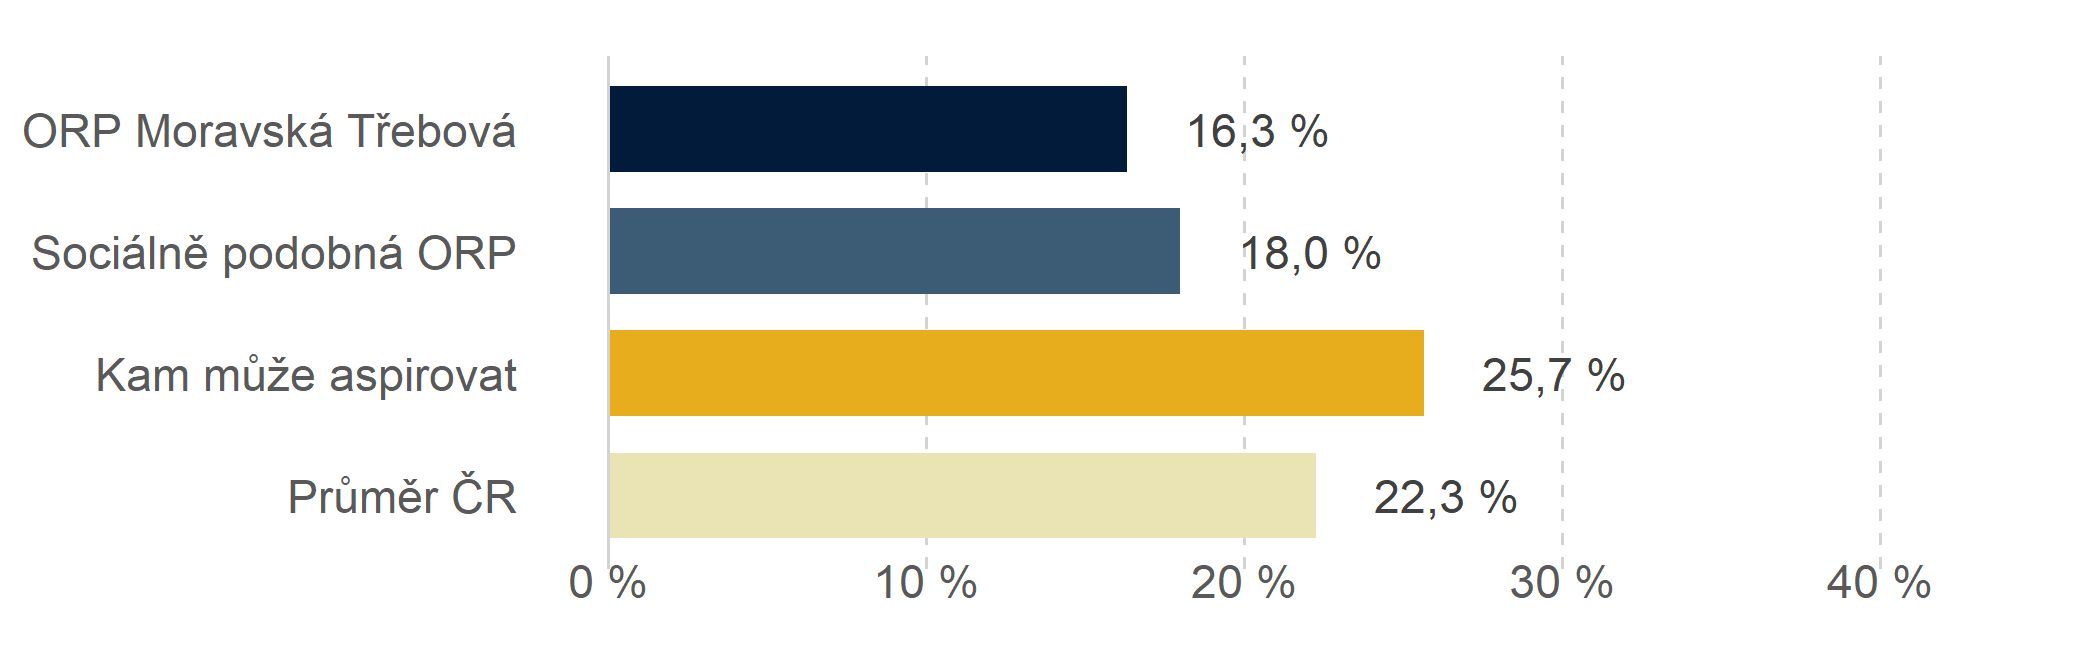 ORP Moravská Třebová 16,3 %
Sociálně podobná ORP 18,0 %
Kam může aspirovat 25,7 %
Průměr ČR 22,3 %
0 % 10 % 20 % 30 % 40 %